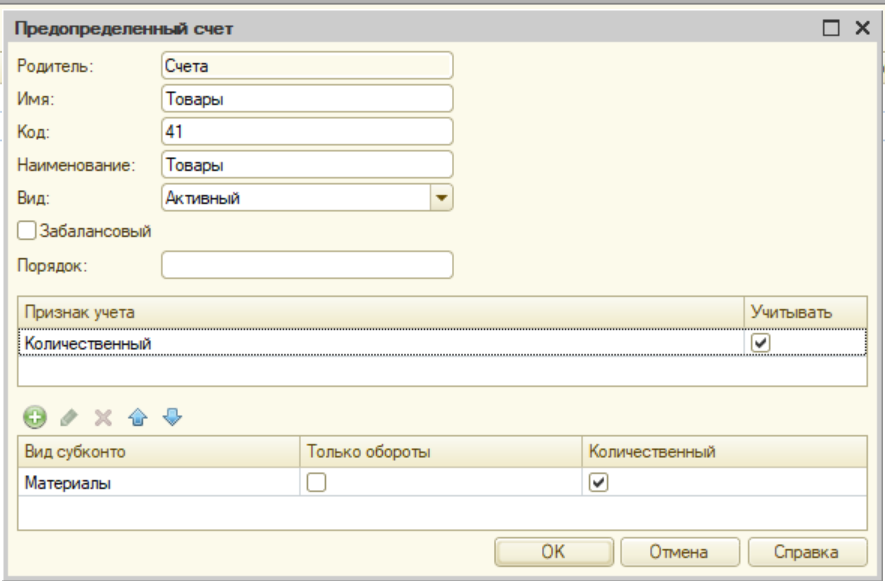 Предопределенный счет
Родитель: Счета
Имя: Товары
Код: 41
Наименование: Товары
Вид: Активный
Забалансовый
Порядок:
Признак учета Учитывать
Количественный
Вид субконто Только обороты Количественный
Материалы
OK Отмена Справка